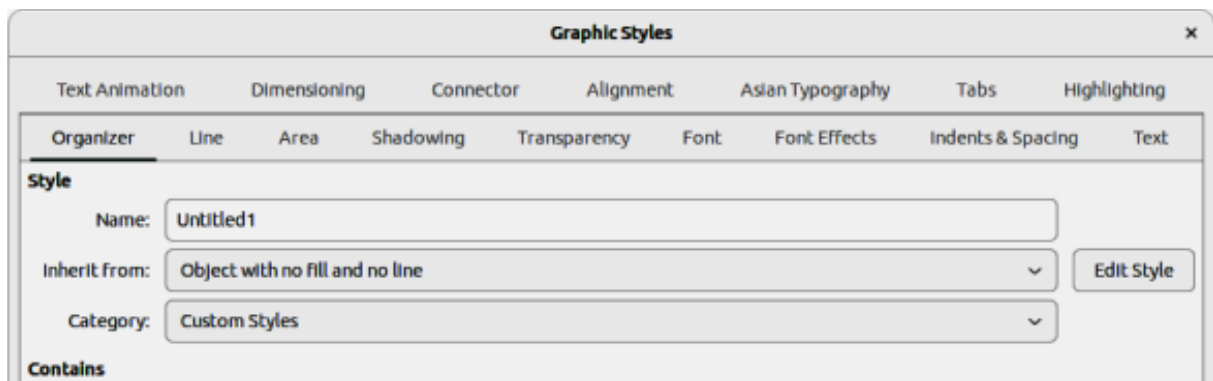 Graphic Styles ×
Text Animation Dimensioning Connector Alignment Asian Typography Tabs Highlighting
Organizer Line Area Shadowing Transparency Font Font Effects Indents & Spacing Text
Style
Name: Untitled1
Inherit from: Object with no fill and no line Edit Style
Category: Custom Styles
Contains